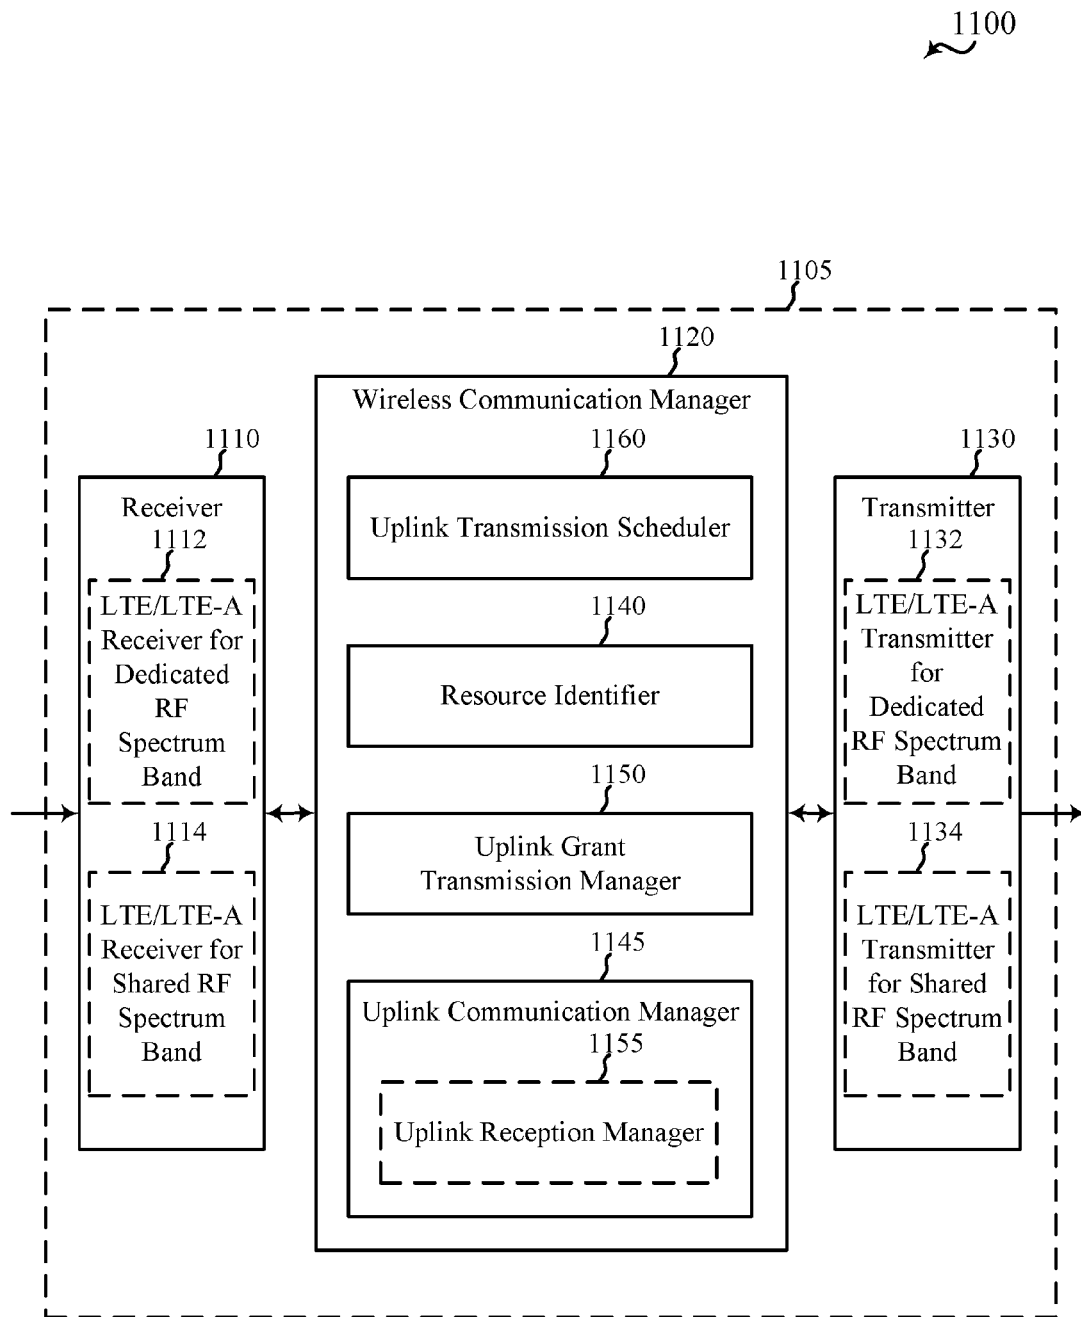 1100
1105
1120
Wireless Communication Manager
1110
Receiver
1112
LTE/LTE-A
Receiver for
Dedicated
RF
Spectrum
Band
1114
LTE/LTE-A
Receiver for
Shared RF
Spectrum
Band
1160
Uplink Transmission Scheduler
1140
Resource Identifier
1150
Uplink Grant
Transmission Manager
1145
Uplink Communication Manager
1155
Uplink Reception Manager
1130
Transmitter
1132
LTE/LTE-A
Transmitter
for
Dedicated
RF Spectrum
Band
1134
LTE/LTE-A
Transmitter
for Shared
RF Spectrum
Band